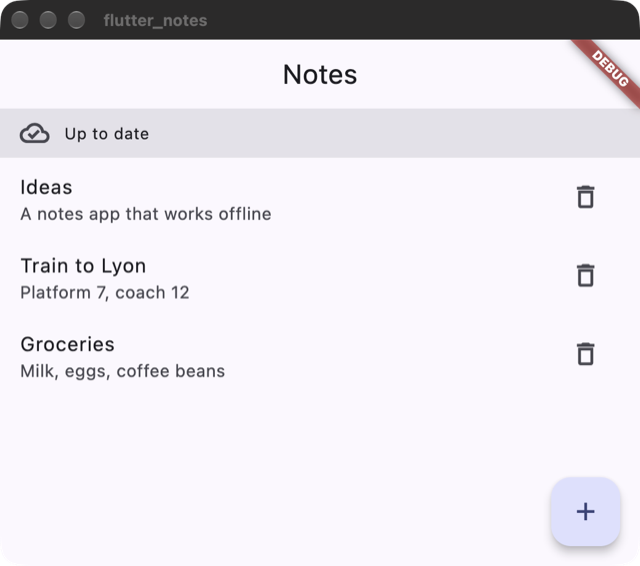 flutter_notes
Notes
DEBUG
Up to date
Ideas
A notes app that works offline
Train to Lyon
Platform 7, coach 12
Groceries
Milk, eggs, coffee beans